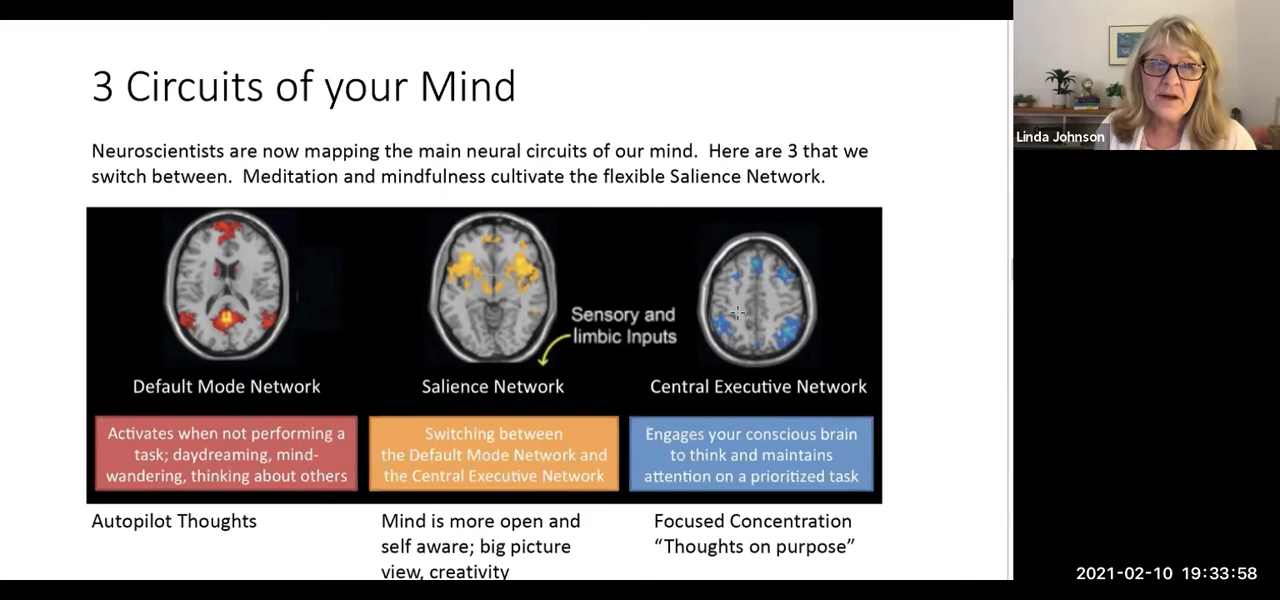 3 Circuits of your Mind
Neuroscientists are now mapping the main neural circuits of our mind. Here are 3 that we
switch between. Meditation and mindfulness cultivate the flexible Salience Network.
Sensory and
limbic Inputs
Default Mode Network
Salience Network
Central Executive Network
Activates when not performing a
task; daydreaming, mind-
wandering, thinking about others
Switching between
the Default Mode Network and
the Central Executive Network
Engages your conscious brain
to think and maintains
attention on a prioritized task
Autopilot Thoughts
Mind is more open and
self aware; big picture
view, creativity
Focused Concentration
“Thoughts on purpose”
Linda Johnson
2021-02-10 19:33:58